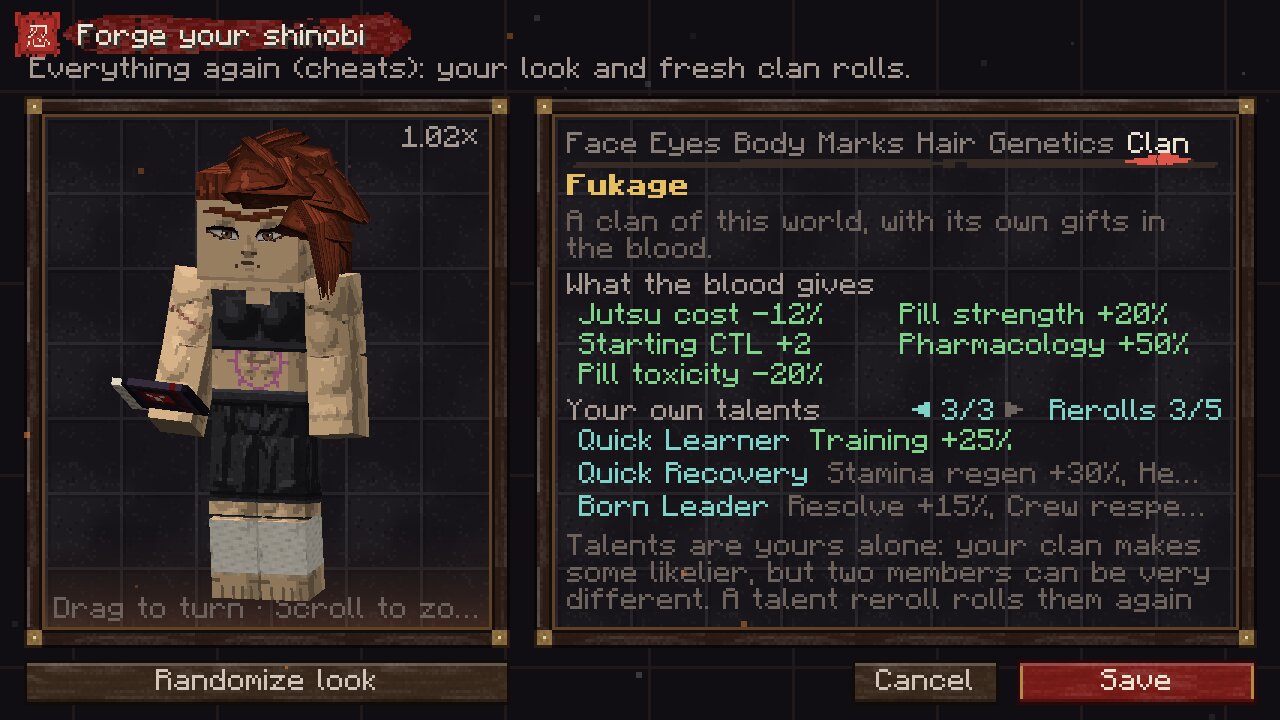 忍 Forge your shinobi
Everything again (cheats): your look and fresh clan rolls.
1.02x
Drag to turn · Scroll to zo...
Randomize look
Face Eyes Body Marks Hair Genetics Clan
Fukage
A clan of this world, with its own gifts in
the blood.
What the blood gives
Jutsu cost -12% Pill strength +20%
Starting CTL +2 Pharmacology +50%
Pill toxicity -20%
Your own talents ◀ 3/3 ▶ Rerolls 3/5
Quick Learner Training +25%
Quick Recovery Stamina regen +30%, He...
Born Leader Resolve +15%, Crew respe...
Talents are yours alone: your clan makes
some likelier, but two members can be very
different. A talent reroll rolls them again
Cancel Save